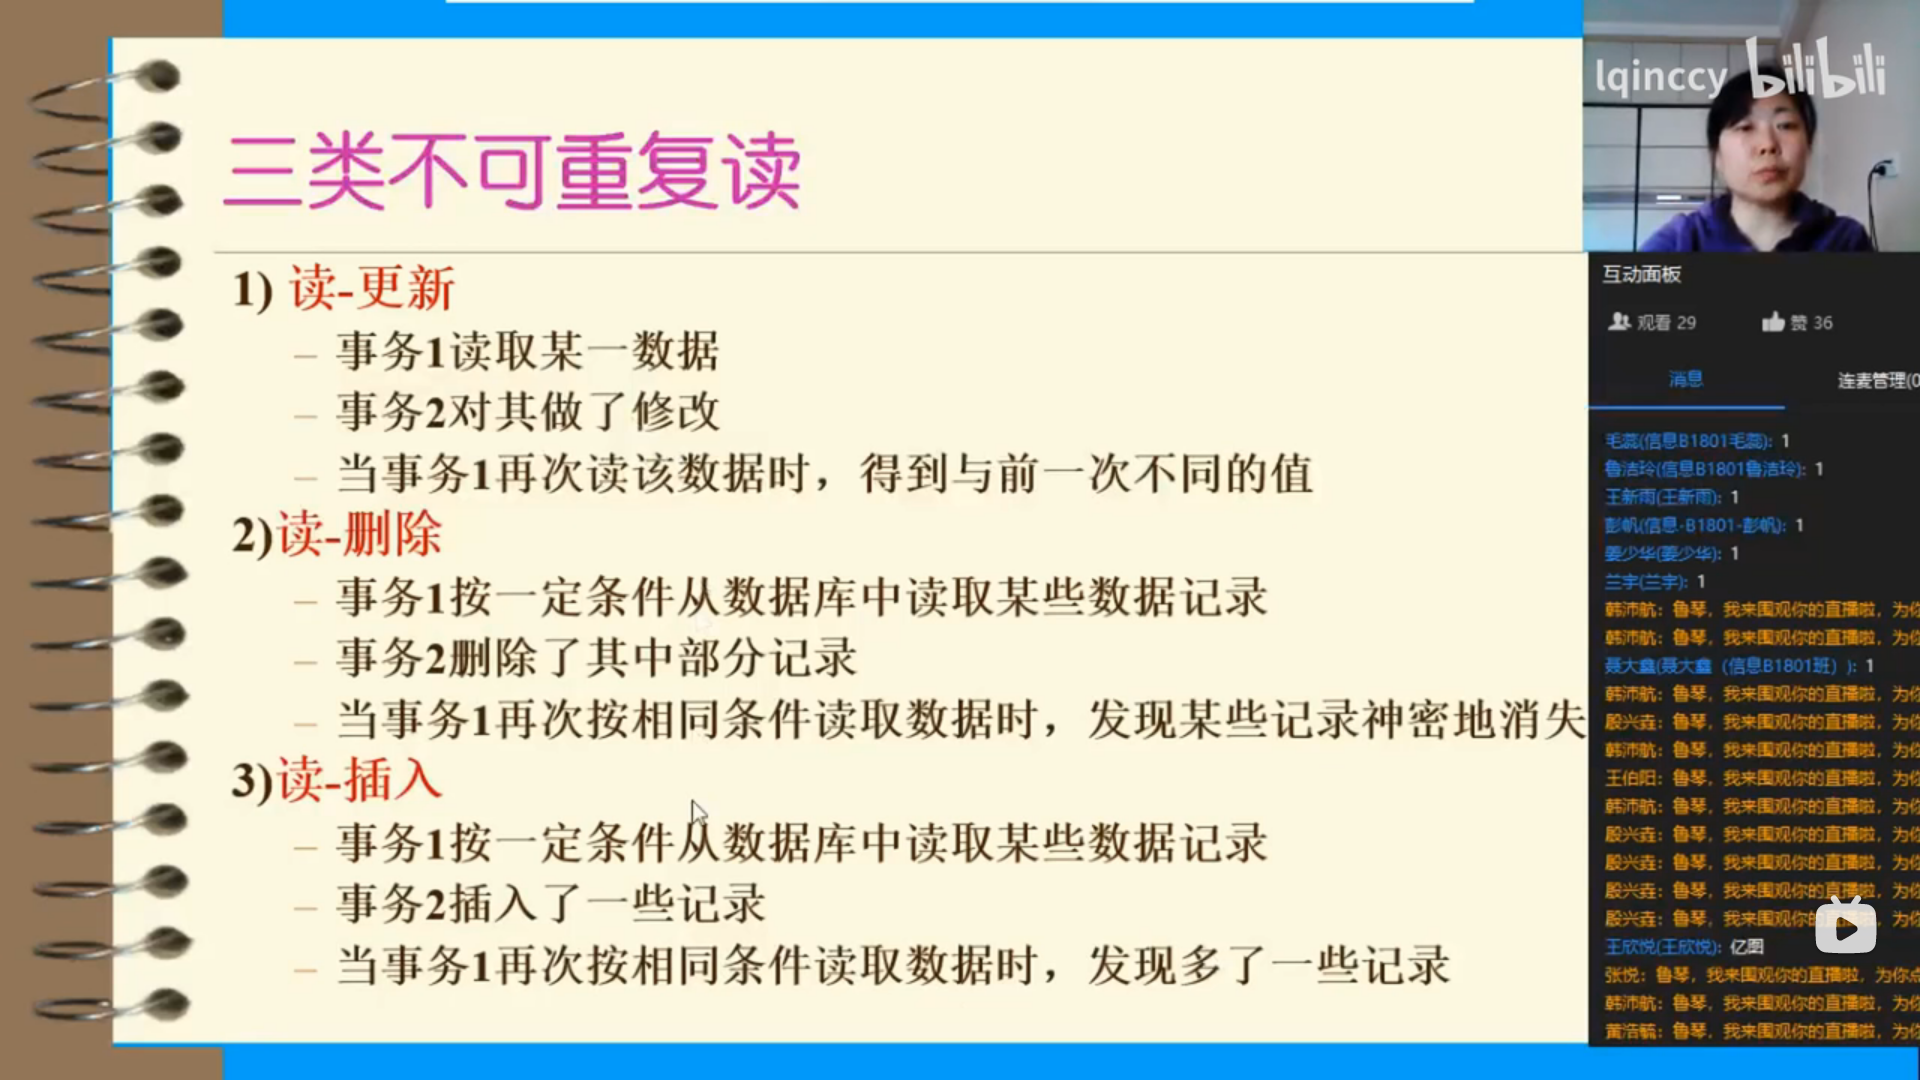 三类不可重复读
1) 读-更新
– 事务1读取某一数据
– 事务2对其做了修改
– 当事务1再次读该数据时，得到与前一次不同的值
2)读-删除
– 事务1按一定条件从数据库中读取某些数据记录
– 事务2删除了其中部分记录
– 当事务1再次按相同条件读取数据时，发现某些记录神密地消失
3)读-插入
– 事务1按一定条件从数据库中读取某些数据记录
– 事务2插入了一些记录
– 当事务1再次按相同条件读取数据时，发现多了一些记录
lqinccy bilibili
互动面板
观看 29 赞 36
消息 连麦管理(0
毛蕊(信息B1801毛蕊): 1
鲁洁玲(信息B1801鲁洁玲): 1
王新雨(王新雨): 1
彭帆(信息-B1801-彭帆): 1
姜少华(姜少华): 1
兰宇(兰宇): 1
韩沛航: 鲁琴，我来围观你的直播啦，为你
韩沛航: 鲁琴，我来围观你的直播啦，为你
聂大鑫(聂大鑫（信息B1801班）): 1
韩沛航: 鲁琴，我来围观你的直播啦，为你
殷兴垚: 鲁琴，我来围观你的直播啦，为你
韩沛航: 鲁琴，我来围观你的直播啦，为你
王伯阳: 鲁琴，我来围观你的直播啦，为你
韩沛航: 鲁琴，我来围观你的直播啦，为你
殷兴垚: 鲁琴，我来围观你的直播啦，为你
殷兴垚: 鲁琴，我来围观你的直播啦，为你
殷兴垚: 鲁琴，我来围观你的直播啦，为你
殷兴垚: 鲁琴，我来围观你的直播啦，为你
王欣悦(王欣悦): 亿图
张悦: 鲁琴，我来围观你的直播啦，为你点
韩沛航: 鲁琴，我来围观你的直播啦，为你
黄浩毓: 鲁琴，我来围观你的直播啦，为你